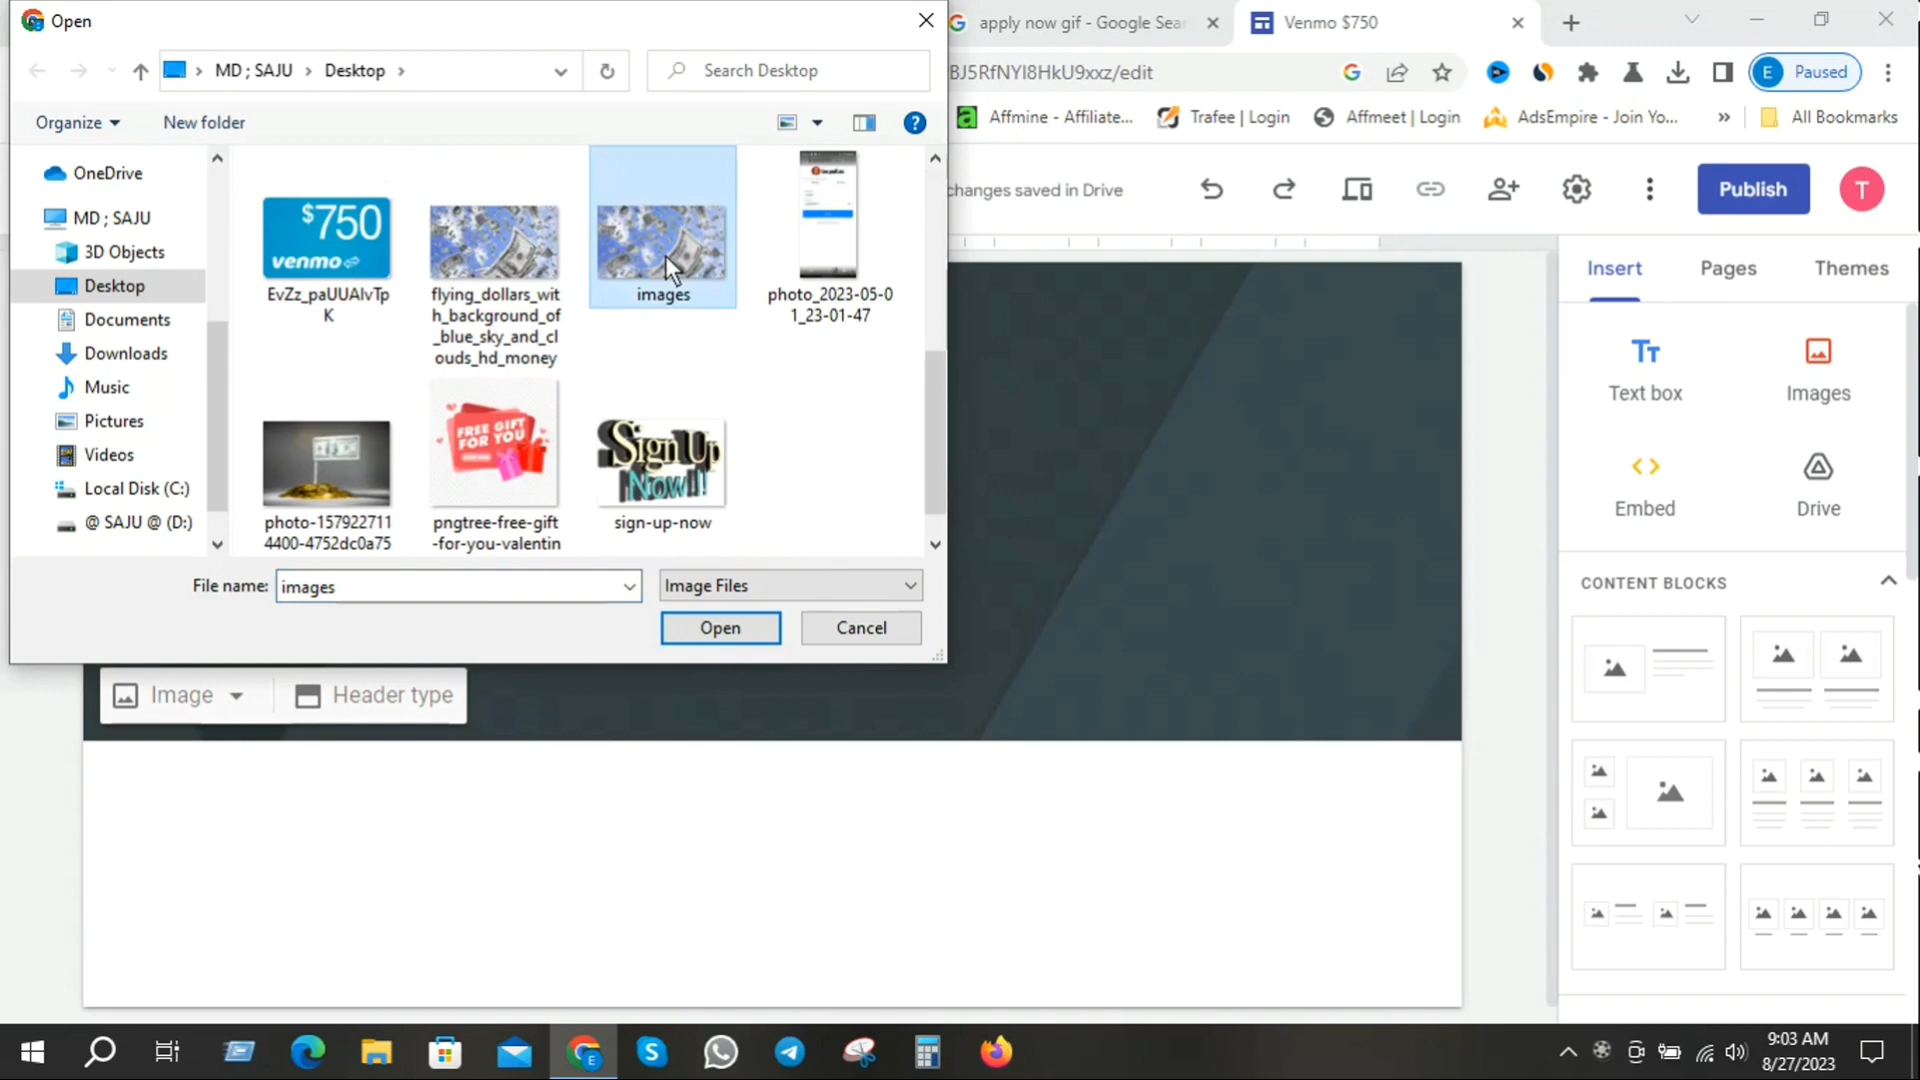 Open
apply now gif - Google Sear
Venmo $750
MD ; SAJU
Desktop
Search Desktop
BJ5RfNYI8HkU9xxz/edit
Paused
E
Organize
New folder
Affmine - Affiliate...
Trafee | Login
Affmeet | Login
AdsEmpire - Join Yo...
»
All Bookmarks
OneDrive
MD ; SAJU
3D Objects
Desktop
Documents
Downloads
Music
Pictures
Videos
Local Disk (C:)
@ SAJU @ (D:)
$750
venmo
EvZz_paUUAIvTp
K
flying_dollars_wit
h_background_of
_blue_sky_and_cl
ouds_hd_money
images
photo_2023-05-0
1_23-01-47
FREE GIFT
FOR YOU
Sign Up
Now!!
photo-157922711
4400-4752dc0a75
pngtree-free-gift
-for-you-valentin
sign-up-now
File name:
images
Image Files
Open
Cancel
changes saved in Drive
Publish
T
Insert
Pages
Themes
Text box
Images
Embed
Drive
CONTENT BLOCKS
Image
Header type
9:03 AM
8/27/2023